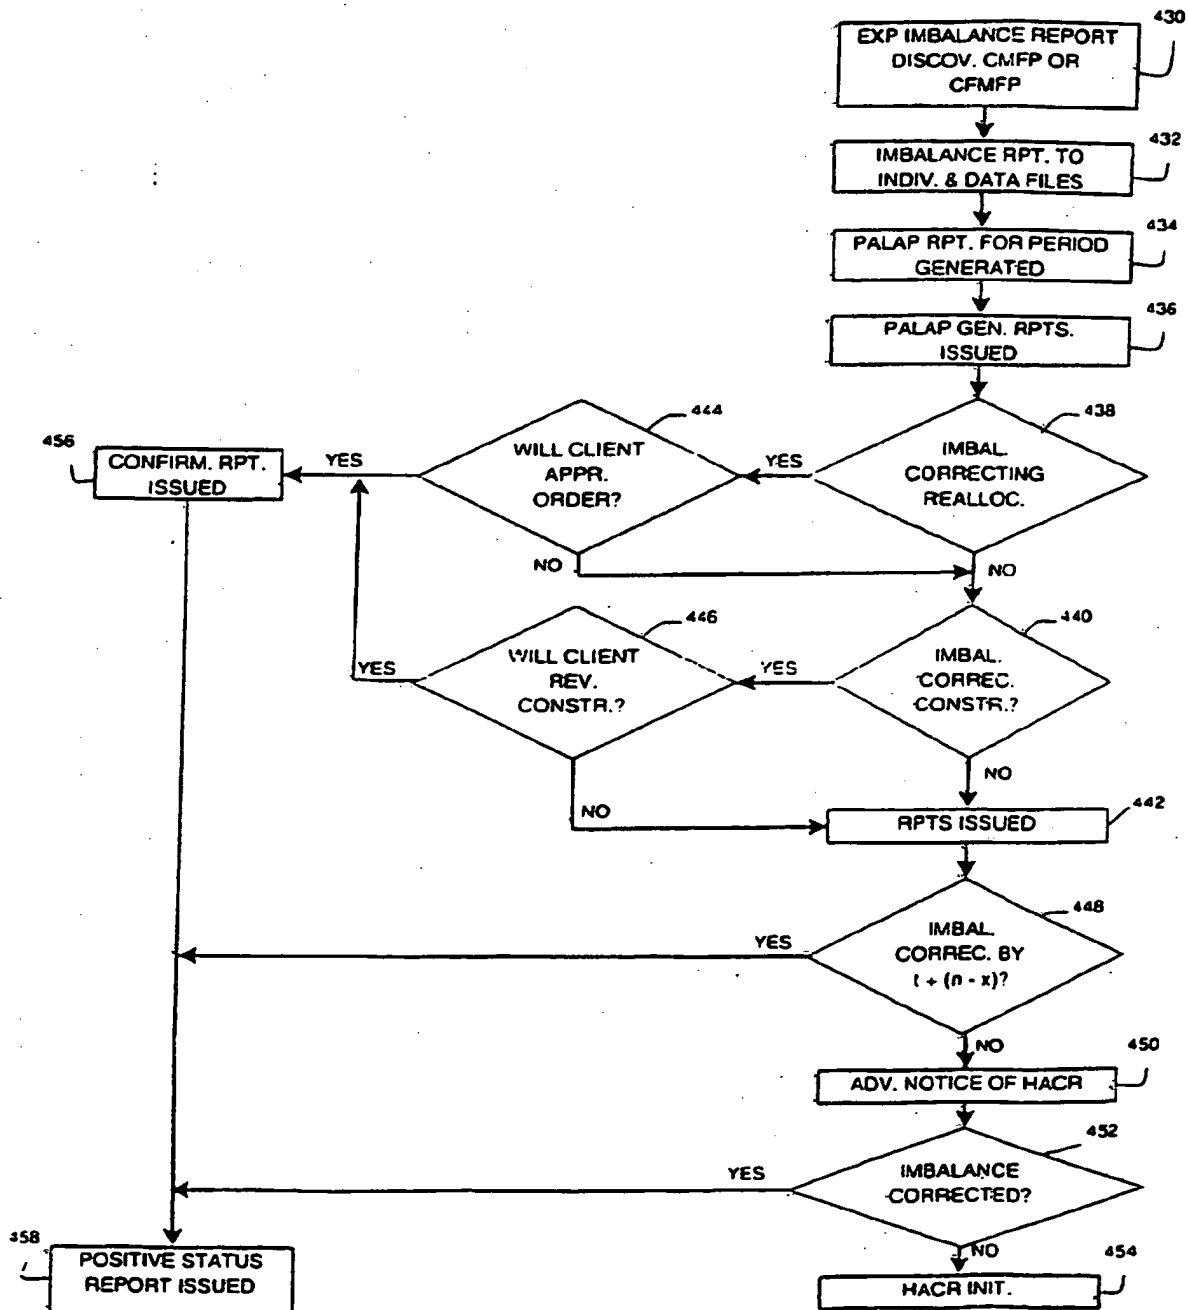 430
EXP IMBALANCE REPORT
DISCOV. CMFP OR
CFMFP
432
IMBALANCE RPT. TO
INDIV. & DATA FILES
434
PALAP RPT. FOR PERIOD
GENERATED
436
PALAP GEN. RPTS.
ISSUED
438
IMBAL.
CORRECTING
REALLOC.
YES
NO
444
WILL CLIENT
APPR.
ORDER?
YES
NO
456
CONFIRM. RPT.
ISSUED
440
IMBAL.
CORREC.
CONSTR.?
YES
NO
446
WILL CLIENT
REV.
CONSTR.?
YES
NO
442
RPTS ISSUED
448
IMBAL.
CORREC. BY
t + (n - x)?
YES
NO
450
ADV. NOTICE OF HACR
452
IMBALANCE
CORRECTED?
YES
NO
454
HACR INIT.
458
POSITIVE STATUS
REPORT ISSUED